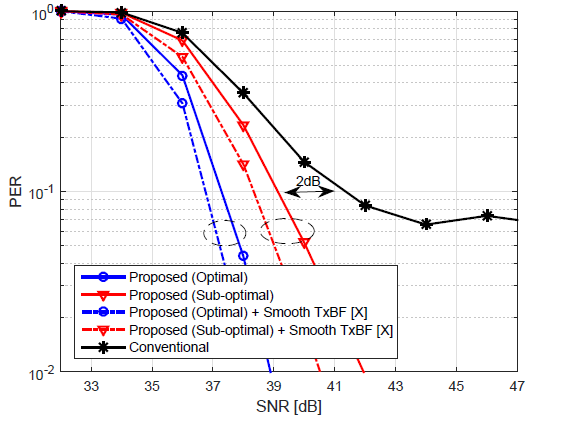 10^0
10^-1
10^-2
PER
2dB
Proposed (Optimal)
Proposed (Sub-optimal)
Proposed (Optimal) + Smooth TxBF [X]
Proposed (Sub-optimal) + Smooth TxBF [X]
Conventional
33 35 37 39 41 43 45 47
SNR [dB]